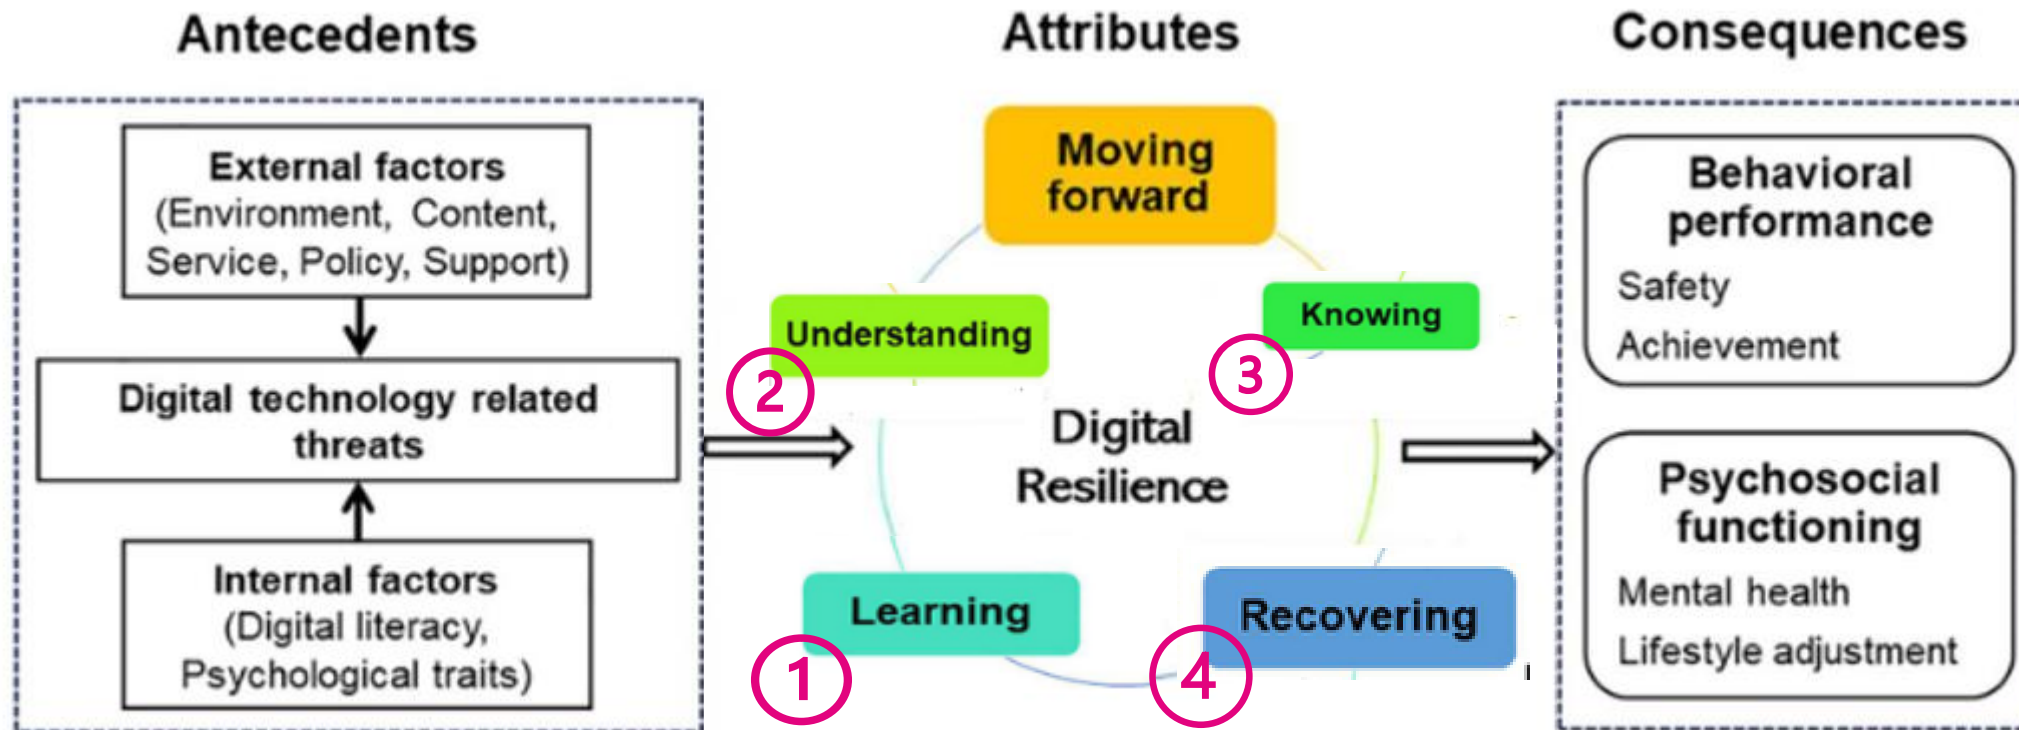 Antecedents
External factors
(Environment, Content,
Service, Policy, Support)
Digital technology related
threats
Internal factors
(Digital literacy,
Psychological traits)
Attributes
Moving
forward
Understanding
2
Knowing
3
Digital
Resilience
Learning
1
Recovering
4
Consequences
Behavioral
performance
Safety
Achievement
Psychosocial
functioning
Mental health
Lifestyle adjustment